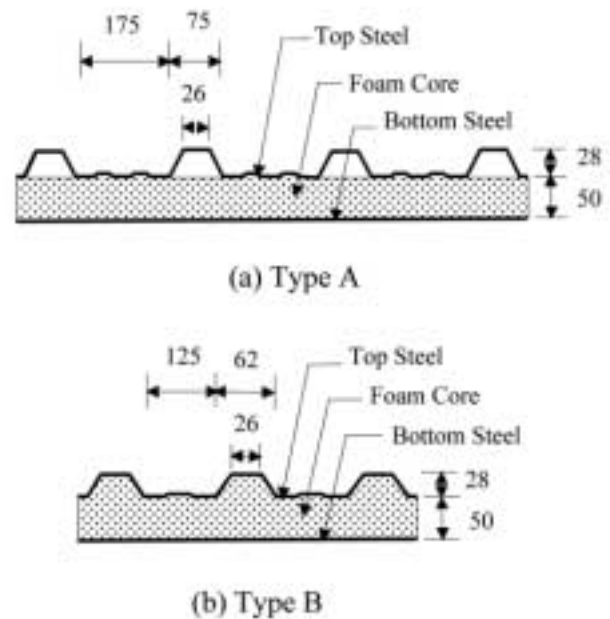 175 75
Top Steel
Foam Core
26
Bottom Steel
28
50
(a) Type A
125 62
Top Steel
Foam Core
26
Bottom Steel
28
50
(b) Type B